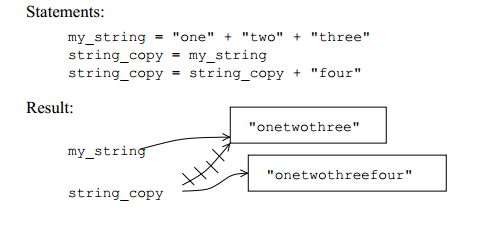 Statements:
my_string = "one" + "two" + "three"
string_copy = my_string
string_copy = string_copy + "four"
Result:
"onetwothree"
my_string
"onetwothreefour"
string_copy